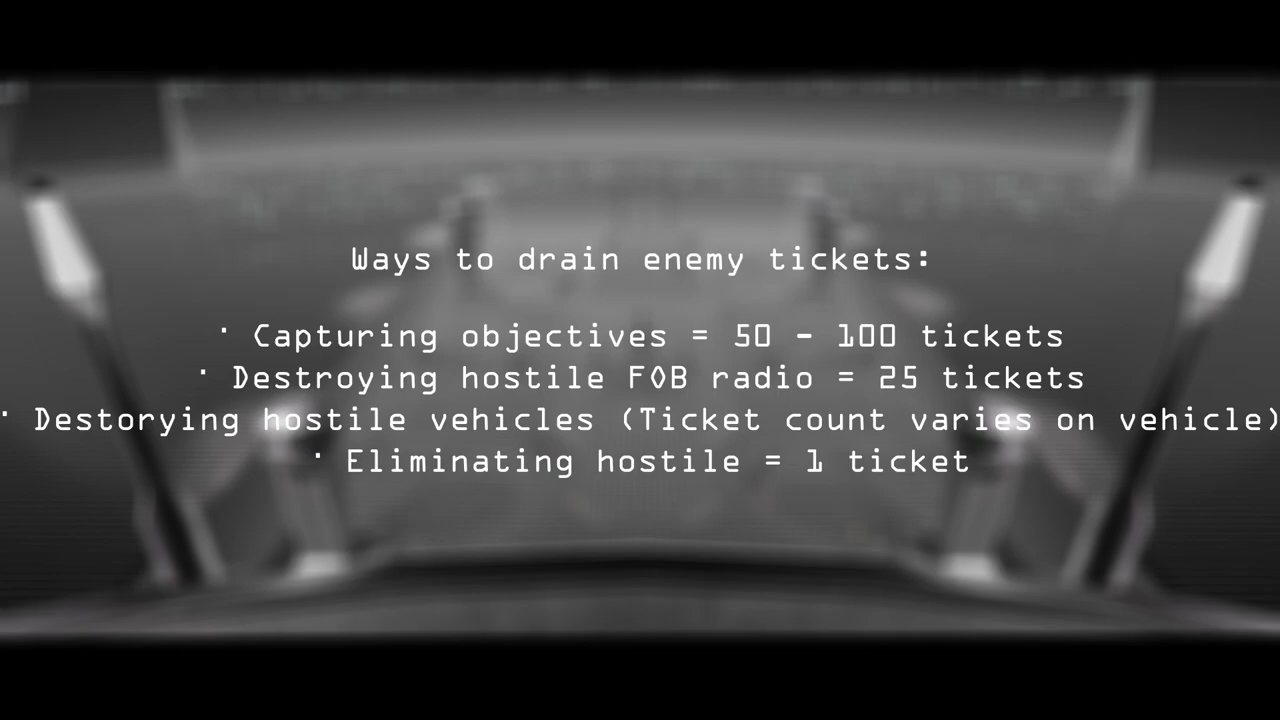 Ways to drain enemy tickets:
· Capturing objectives = 50 - 100 tickets
· Destroying hostile FOB radio = 25 tickets
· Destorying hostile vehicles (Ticket count varies on vehicle)
· Eliminating hostile = 1 ticket